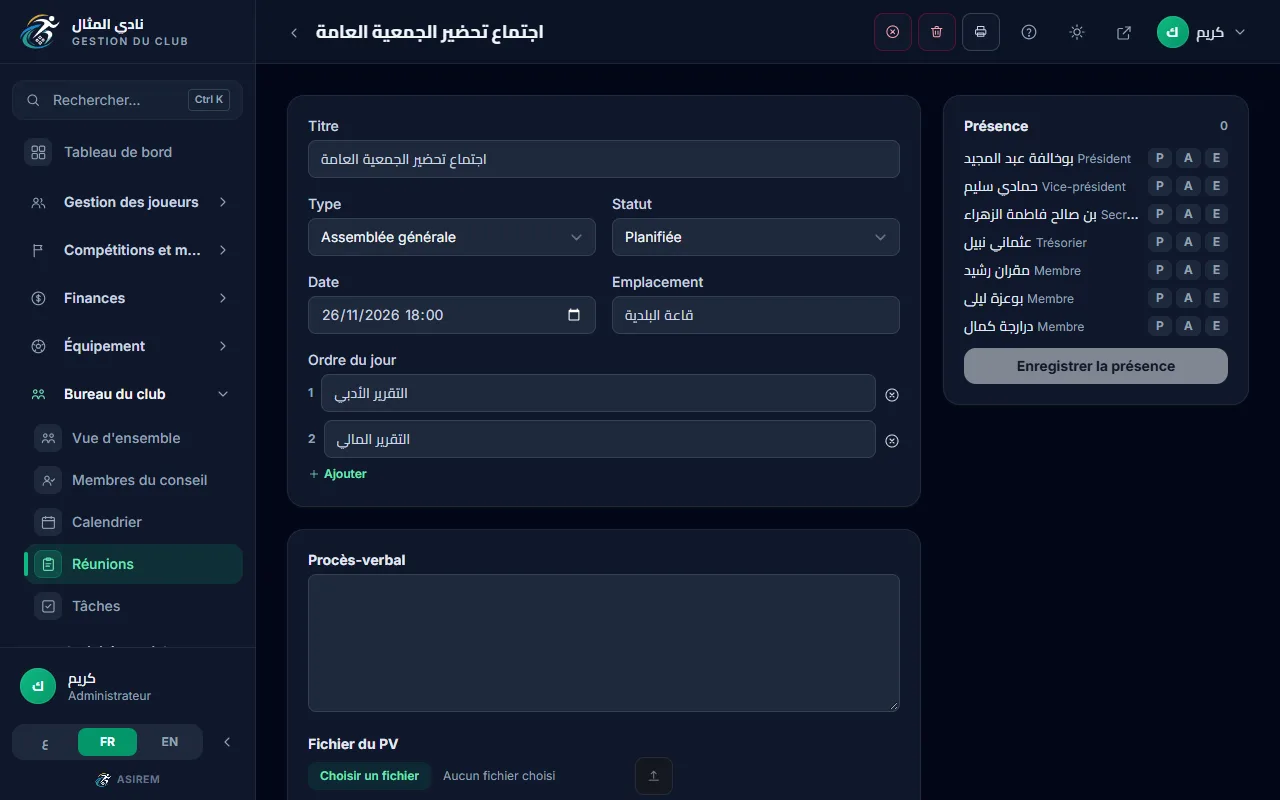 نادي المثال
GESTION DU CLUB
Rechercher...
Ctrl K
Tableau de bord
Gestion des joueurs
Compétitions et m...
Finances
Équipement
Bureau du club
Vue d'ensemble
Membres du conseil
Calendrier
Réunions
Tâches
كريم
Administrateur
ع
FR
EN
ASIREM
اجتماع تحضير الجمعية العامة
ك
كريم
Titre
اجتماع تحضير الجمعية العامة
Type
Statut
Assemblée générale
Planifiée
Date
Emplacement
26/11/2026 18:00
قاعة البلدية
Ordre du jour
1 التقرير الأدبي
2 التقرير المالي
+ Ajouter
Procès-verbal
Fichier du PV
Choisir un fichier
Aucun fichier choisi
Présence
0
بوخالفة عبد المجيد Président P A E
حمادي سليم Vice-président P A E
بن صالح فاطمة الزهراء Secr... P A E
عثماني نبيل Trésorier P A E
مقران رشيد Membre P A E
بوعزة ليلى Membre P A E
درارجة كمال Membre P A E
Enregistrer la présence